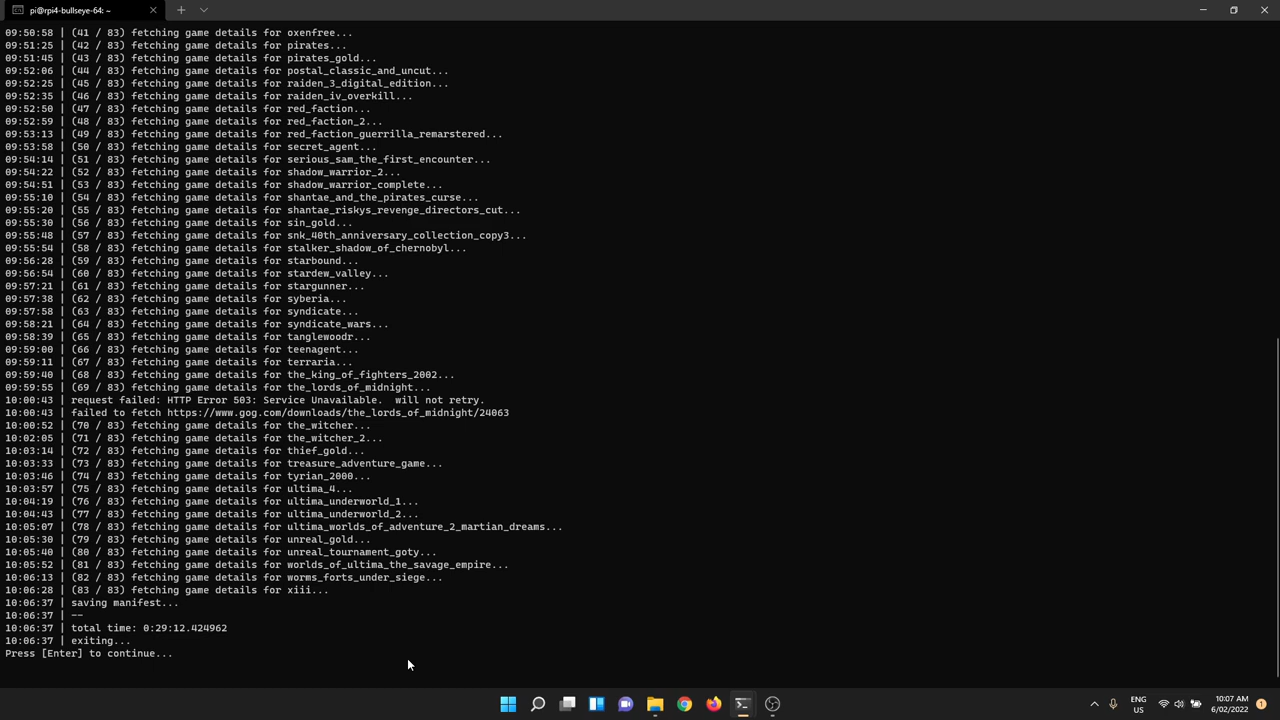 pi@rpi4-bullseye-64: ~
09:50:58 | (41 / 83) fetching game details for oxenfree...
09:51:25 | (42 / 83) fetching game details for pirates...
09:51:45 | (43 / 83) fetching game details for pirates_gold...
09:52:06 | (44 / 83) fetching game details for postal_classic_and_uncut...
09:52:25 | (45 / 83) fetching game details for raiden_3_digital_edition...
09:52:35 | (46 / 83) fetching game details for raiden_iv_overkill...
09:52:50 | (47 / 83) fetching game details for red_faction...
09:52:59 | (48 / 83) fetching game details for red_faction_2...
09:53:13 | (49 / 83) fetching game details for red_faction_guerrilla_remarstered...
09:53:58 | (50 / 83) fetching game details for secret_agent...
09:54:14 | (51 / 83) fetching game details for serious_sam_the_first_encounter...
09:54:22 | (52 / 83) fetching game details for shadow_warrior_2...
09:54:51 | (53 / 83) fetching game details for shadow_warrior_complete...
09:55:10 | (54 / 83) fetching game details for shantae_and_the_pirates_curse...
09:55:20 | (55 / 83) fetching game details for shantae_riskys_revenge_directors_cut...
09:55:30 | (56 / 83) fetching game details for sin_gold...
09:55:48 | (57 / 83) fetching game details for snk_40th_anniversary_collection_copy3...
09:55:54 | (58 / 83) fetching game details for stalker_shadow_of_chernobyl...
09:56:28 | (59 / 83) fetching game details for starbound...
09:56:54 | (60 / 83) fetching game details for stardew_valley...
09:57:21 | (61 / 83) fetching game details for stargunner...
09:57:38 | (62 / 83) fetching game details for syberia...
09:57:58 | (63 / 83) fetching game details for syndicate...
09:58:21 | (64 / 83) fetching game details for syndicate_wars...
09:58:39 | (65 / 83) fetching game details for tanglewoodr...
09:59:00 | (66 / 83) fetching game details for teenagent...
09:59:11 | (67 / 83) fetching game details for terraria...
09:59:40 | (68 / 83) fetching game details for the_king_of_fighters_2002...
09:59:55 | (69 / 83) fetching game details for the_lords_of_midnight...
10:00:43 | request failed: HTTP Error 503: Service Unavailable.  will not retry.
10:00:43 | failed to fetch https://www.gog.com/downloads/the_lords_of_midnight/24063
10:00:52 | (70 / 83) fetching game details for the_witcher...
10:02:05 | (71 / 83) fetching game details for the_witcher_2...
10:03:14 | (72 / 83) fetching game details for thief_gold...
10:03:33 | (73 / 83) fetching game details for treasure_adventure_game...
10:03:46 | (74 / 83) fetching game details for tyrian_2000...
10:03:57 | (75 / 83) fetching game details for ultima_4...
10:04:19 | (76 / 83) fetching game details for ultima_underworld_1...
10:04:43 | (77 / 83) fetching game details for ultima_underworld_2...
10:05:07 | (78 / 83) fetching game details for ultima_worlds_of_adventure_2_martian_dreams...
10:05:30 | (79 / 83) fetching game details for unreal_gold...
10:05:40 | (80 / 83) fetching game details for unreal_tournament_goty...
10:05:52 | (81 / 83) fetching game details for worlds_of_ultima_the_savage_empire...
10:06:13 | (82 / 83) fetching game details for worms_forts_under_siege...
10:06:28 | (83 / 83) fetching game details for xiii...
10:06:37 | saving manifest...
10:06:37 | --
10:06:37 | total time: 0:29:12.424962
10:06:37 | exiting...
Press [Enter] to continue...
ENG
US
10:07 AM
6/02/2022
1